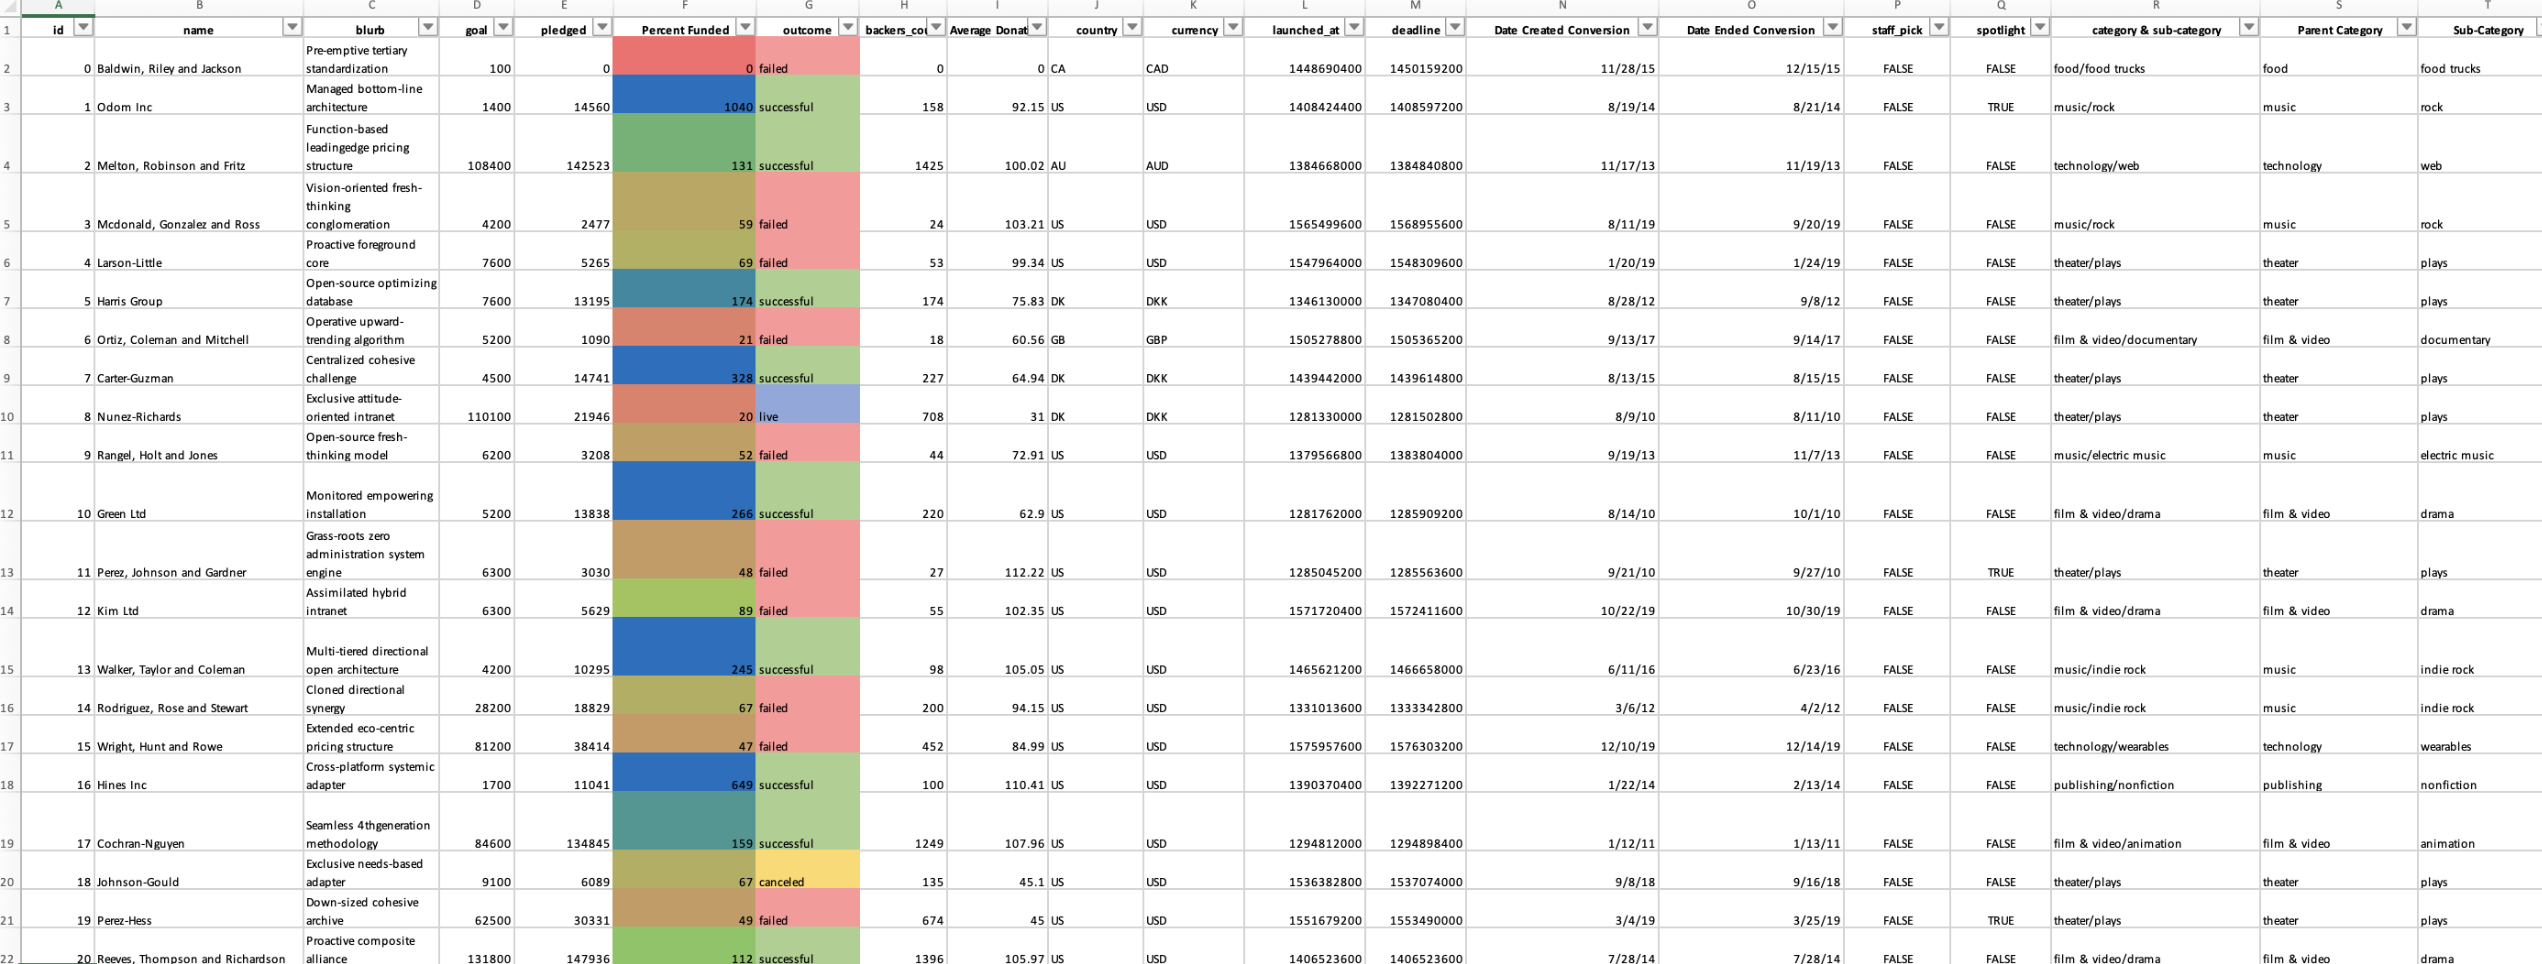 A B C D E F G H I J K L M N O P Q R S T
1 id name blurb goal pledged Percent Funded outcome backers_cou Average Donat country currency launched_at deadline Date Created Conversion Date Ended Conversion staff_pick spotlight category & sub-category Parent Category Sub-Category
Pre-emptive tertiary
2 0 Baldwin, Riley and Jackson standardization 100 0 0 failed 0 0 CA CAD 1448690400 1450159200 11/28/15 12/15/15 FALSE FALSE food/food trucks food food trucks
Managed bottom-line
3 1 Odom Inc architecture 1400 14560 1040 successful 158 92.15 US USD 1408424400 1408597200 8/19/14 8/21/14 FALSE TRUE music/rock music rock
Function-based
leadingedge pricing
4 2 Melton, Robinson and Fritz structure 108400 142523 131 successful 1425 100.02 AU AUD 1384668000 1384840800 11/17/13 11/19/13 FALSE FALSE technology/web technology web
Vision-oriented fresh-
thinking
5 3 Mcdonald, Gonzalez and Ross conglomeration 4200 2477 59 failed 24 103.21 US USD 1565499600 1568955600 8/11/19 9/20/19 FALSE FALSE music/rock music rock
Proactive foreground
6 4 Larson-Little core 7600 5265 69 failed 53 99.34 US USD 1547964000 1548309600 1/20/19 1/24/19 FALSE FALSE theater/plays theater plays
Open-source optimizing
7 5 Harris Group database 7600 13195 174 successful 174 75.83 DK DKK 1346130000 1347080400 8/28/12 9/8/12 FALSE FALSE theater/plays theater plays
Operative upward-
8 6 Ortiz, Coleman and Mitchell trending algorithm 5200 1090 21 failed 18 60.56 GB GBP 1505278800 1505365200 9/13/17 9/14/17 FALSE FALSE film & video/documentary film & video documentary
Centralized cohesive
9 7 Carter-Guzman challenge 4500 14741 328 successful 227 64.94 DK DKK 1439442000 1439614800 8/13/15 8/15/15 FALSE FALSE theater/plays theater plays
Exclusive attitude-
10 8 Nunez-Richards oriented intranet 110100 21946 20 live 708 31 DK DKK 1281330000 1281502800 8/9/10 8/11/10 FALSE FALSE theater/plays theater plays
Open-source fresh-
11 9 Rangel, Holt and Jones thinking model 6200 3208 52 failed 44 72.91 US USD 1379566800 1383804000 9/19/13 11/7/13 FALSE FALSE music/electric music music electric music
Monitored empowering
12 10 Green Ltd installation 5200 13838 266 successful 220 62.9 US USD 1281762000 1285909200 8/14/10 10/1/10 FALSE FALSE film & video/drama film & video drama
Grass-roots zero
administration system
13 11 Perez, Johnson and Gardner engine 6300 3030 48 failed 27 112.22 US USD 1285045200 1285563600 9/21/10 9/27/10 FALSE TRUE theater/plays theater plays
Assimilated hybrid
14 12 Kim Ltd intranet 6300 5629 89 failed 55 102.35 US USD 1571720400 1572411600 10/22/19 10/30/19 FALSE FALSE film & video/drama film & video drama
Multi-tiered directional
15 13 Walker, Taylor and Coleman open architecture 4200 10295 245 successful 98 105.05 US USD 1465621200 1466658000 6/11/16 6/23/16 FALSE FALSE music/indie rock music indie rock
Cloned directional
16 14 Rodriguez, Rose and Stewart synergy 28200 18829 67 failed 200 94.15 US USD 1331013600 1333342800 3/6/12 4/2/12 FALSE FALSE music/indie rock music indie rock
Extended eco-centric
17 15 Wright, Hunt and Rowe pricing structure 81200 38414 47 failed 452 84.99 US USD 1575957600 1576303200 12/10/19 12/14/19 FALSE FALSE technology/wearables technology wearables
Cross-platform systemic
18 16 Hines Inc adapter 1700 11041 649 successful 100 110.41 US USD 1390370400 1392271200 1/22/14 2/13/14 FALSE FALSE publishing/nonfiction publishing nonfiction
Seamless 4thgeneration
19 17 Cochran-Nguyen methodology 84600 134845 159 successful 1249 107.96 US USD 1294812000 1294898400 1/12/11 1/13/11 FALSE FALSE film & video/animation film & video animation
Exclusive needs-based
20 18 Johnson-Gould adapter 9100 6089 67 canceled 135 45.1 US USD 1536382800 1537074000 9/8/18 9/16/18 FALSE FALSE theater/plays theater plays
Down-sized cohesive
21 19 Perez-Hess archive 62500 30331 49 failed 674 45 US USD 1551679200 1553490000 3/4/19 3/25/19 FALSE TRUE theater/plays theater plays
Proactive composite
22 20 Reeves, Thompson and Richardson alliance 131800 147936 112 successful 1396 105.97 US USD 1406523600 1406523600 7/28/14 7/28/14 FALSE FALSE film & video/drama film & video drama